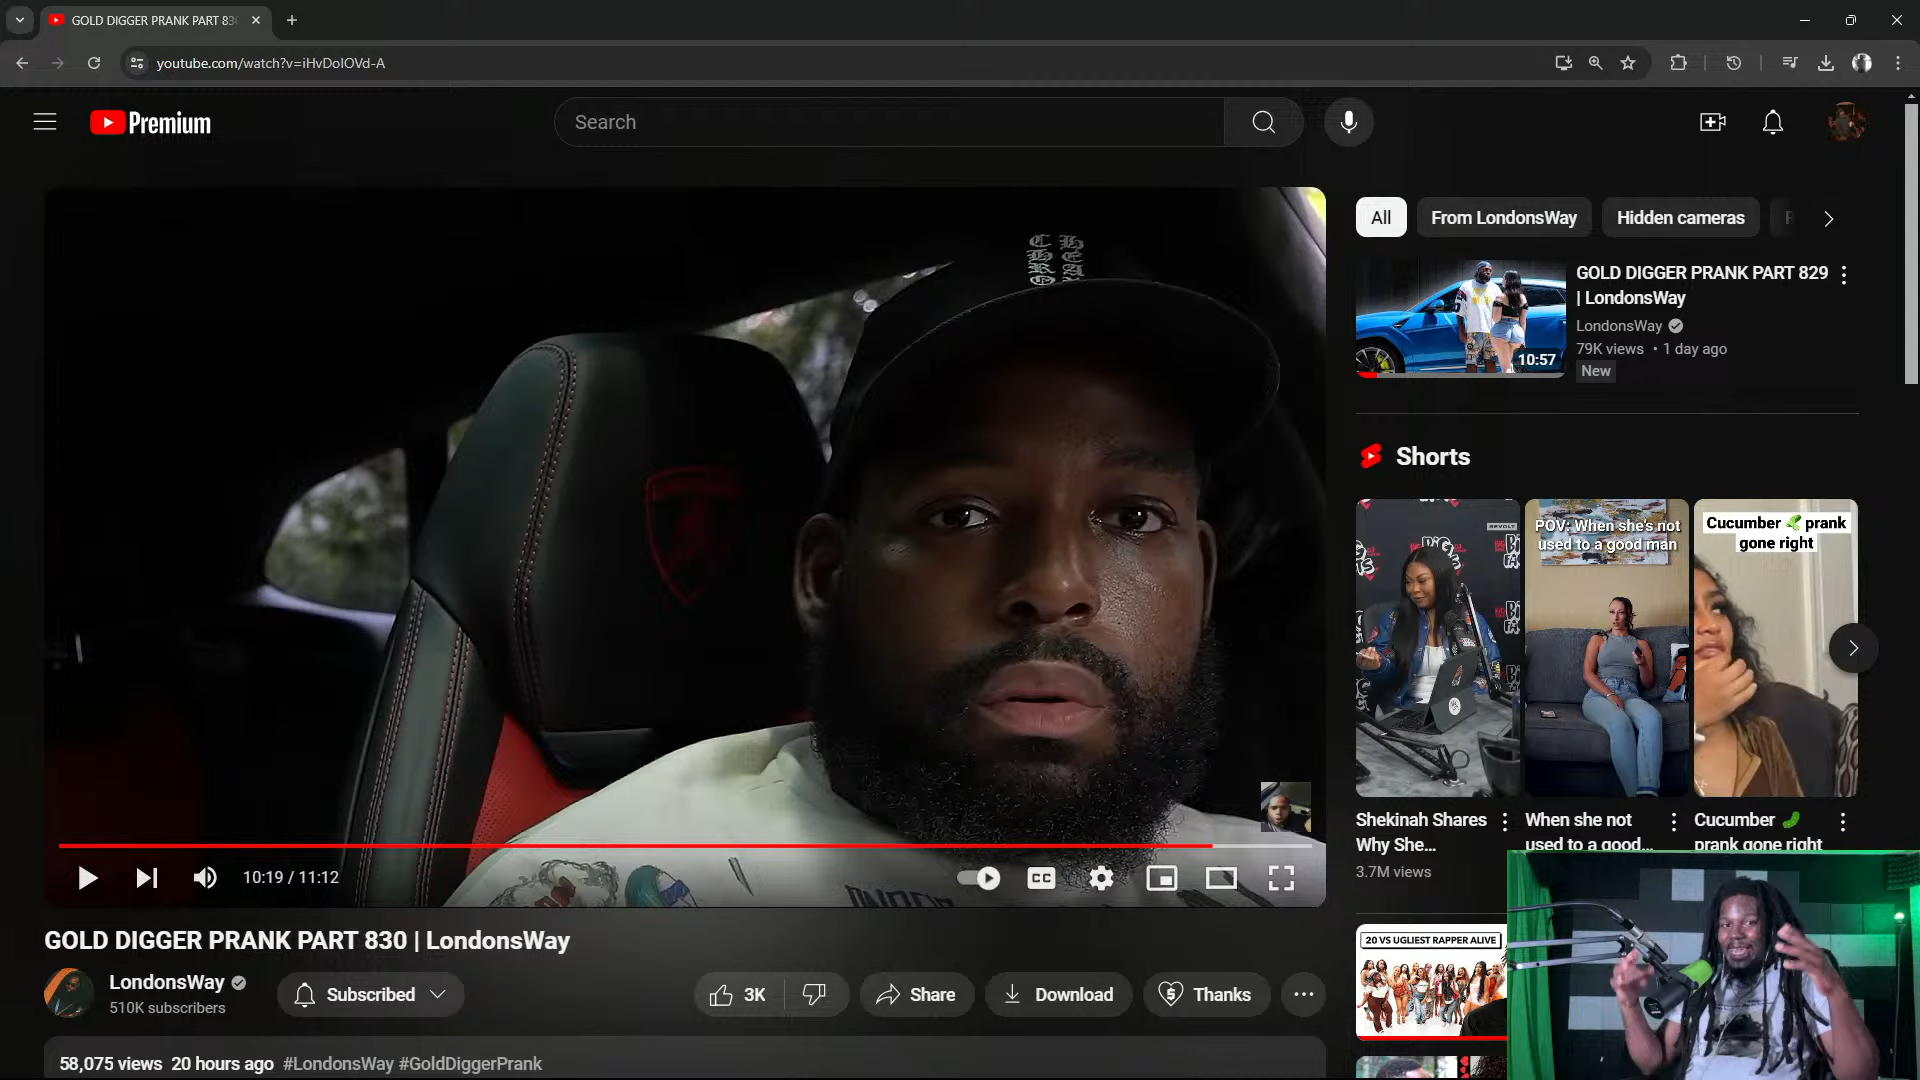 GOLD DIGGER PRANK PART 83
youtube.com/watch?v=iHvDoIOVd-A
Premium
Search
All
From LondonsWay
Hidden cameras
10:57
GOLD DIGGER PRANK PART 829
| LondonsWay
LondonsWay
79K views • 1 day ago
New
Shorts
REVOLT
POV: When she's not
used to a good man
Cucumber 🥒 prank
gone right
Shekinah Shares
Why She...
3.7M views
When she not
used to a good...
Cucumber 🥒
prank gone right
10:19 / 11:12
CC
GOLD DIGGER PRANK PART 830 | LondonsWay
LondonsWay
510K subscribers
Subscribed
3K
Share
Download
Thanks
20 VS UGLIEST RAPPER ALIVE
58,075 views 20 hours ago #LondonsWay #GoldDiggerPrank